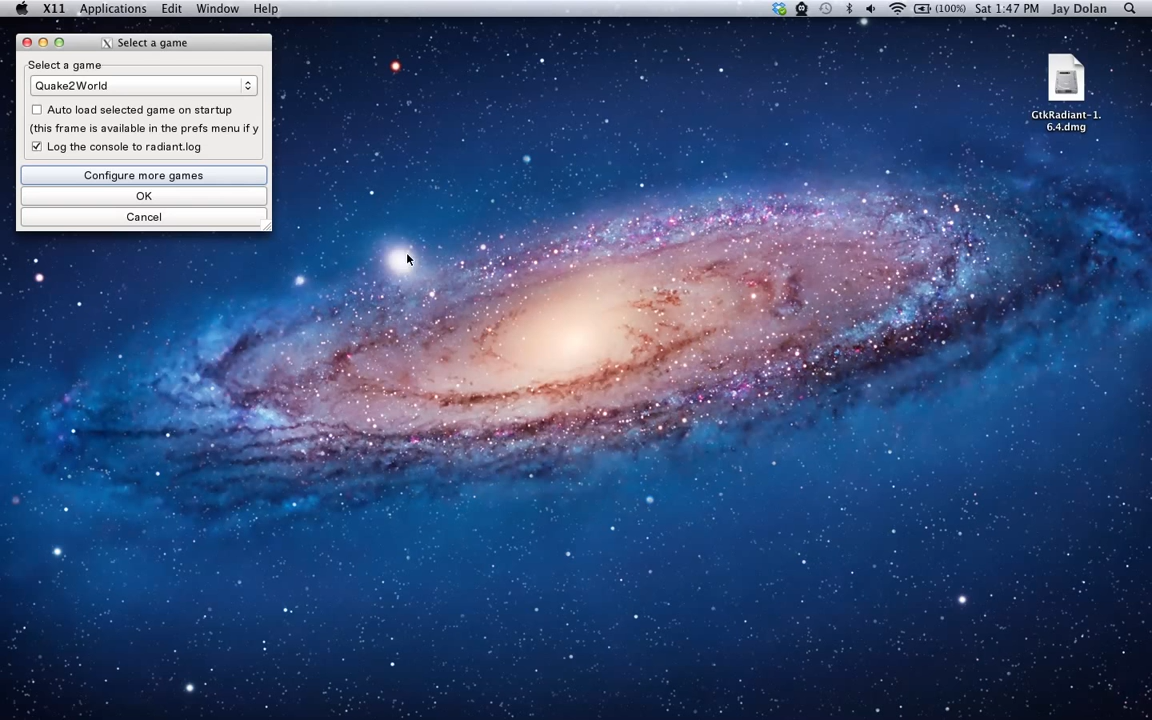 X11 Applications Edit Window Help (100%) Sat 1:47 PM Jay Dolan
X Select a game
Select a game
Quake2World
Auto load selected game on startup
(this frame is available in the prefs menu if y
Log the console to radiant.log
Configure more games
OK
Cancel
GtkRadiant-1.
6.4.dmg